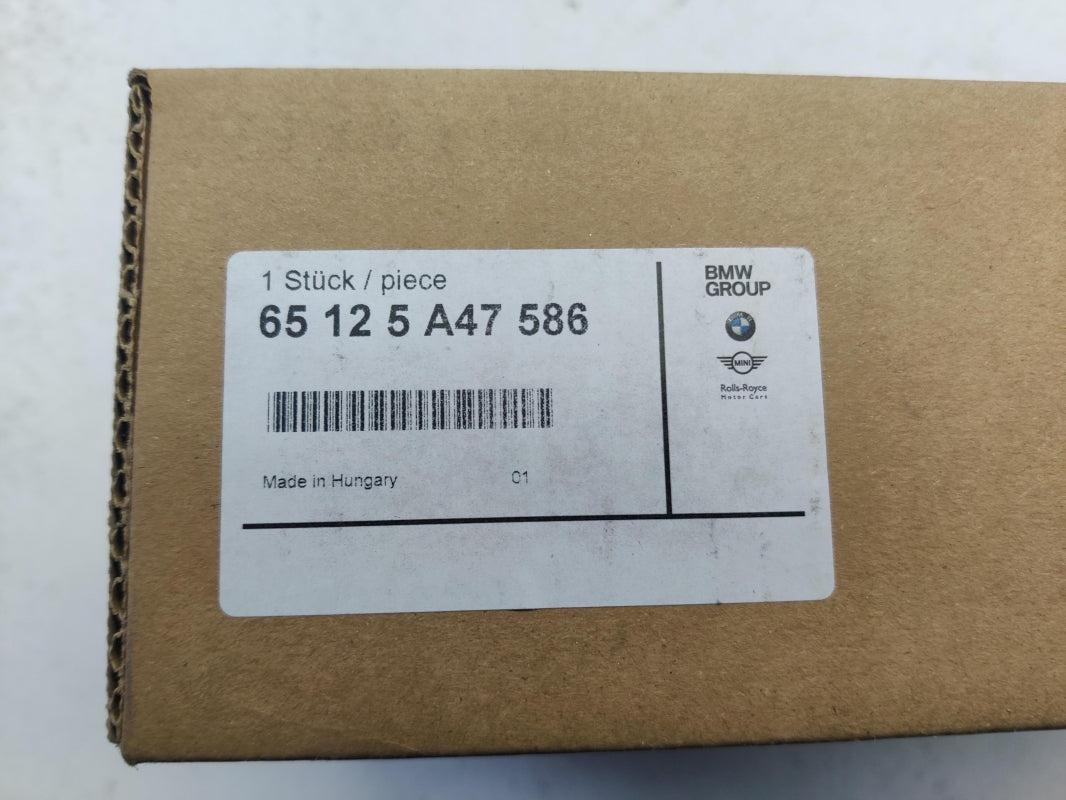 1 Stück / piece
65 12 5 A47 586
Made in Hungary 01
BMW
GROUP
MINI
Rolls-Royce
Motor Cars